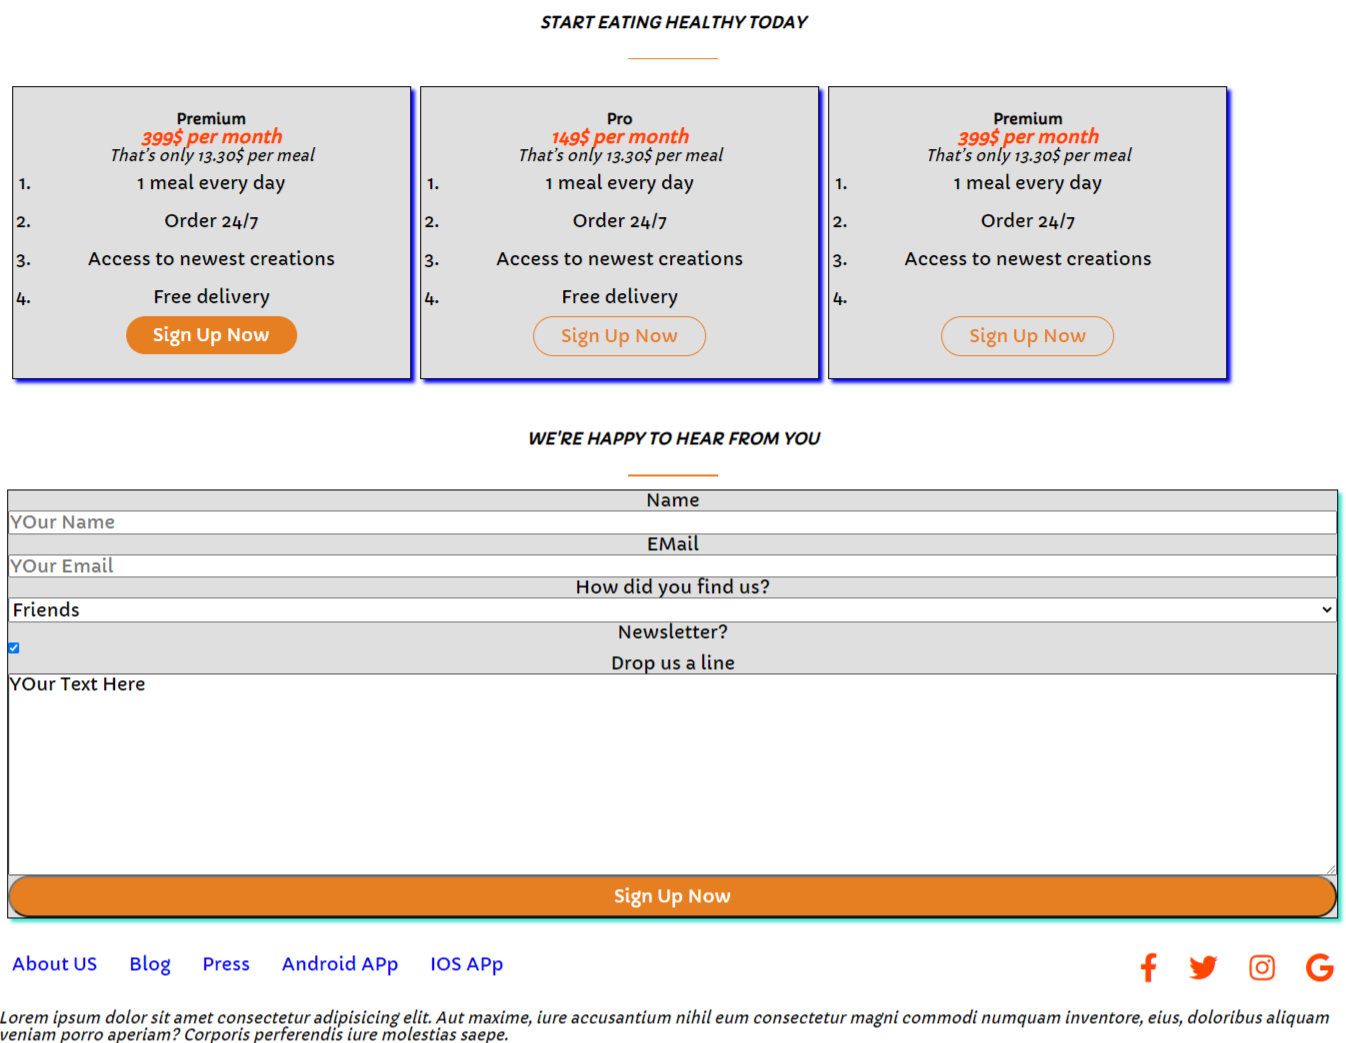 START EATING HEALTHY TODAY
Premium
399$ per month
That's only 13.30$ per meal
1. 1 meal every day
2. Order 24/7
3. Access to newest creations
4. Free delivery
Sign Up Now
Pro
149$ per month
That's only 13.30$ per meal
1. 1 meal every day
2. Order 24/7
3. Access to newest creations
4. Free delivery
Sign Up Now
Premium
399$ per month
That's only 13.30$ per meal
1. 1 meal every day
2. Order 24/7
3. Access to newest creations
4.
Sign Up Now
WE'RE HAPPY TO HEAR FROM YOU
Name
YOur Name
EMail
YOur Email
How did you find us?
Friends
Newsletter?
Drop us a line
YOur Text Here
Sign Up Now
About US Blog Press Android APp IOS APp
Lorem ipsum dolor sit amet consectetur adipisicing elit. Aut maxime, iure accusantium nihil eum consectetur magni commodi numquam inventore, eius, doloribus aliquam
veniam porro aperiam? Corporis perferendis iure molestias saepe.